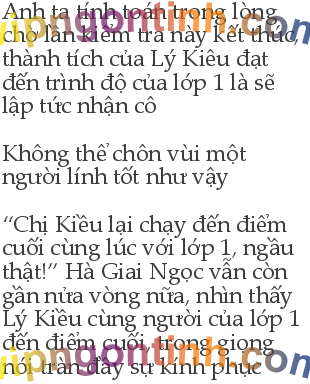 Anh ta tính toán trong lòng
chờ lần kiểm tra này kết thúc,
thành tích của Lý Kiêu đạt
đến trình độ của lớp 1 là sẽ
lập tức nhận cô
Không thể chôn vùi một
người lính tốt như vậy
“Chị Kiều lại chạy đến điểm
cuối cùng lúc với lớp 1, ngầu
thật!” Hà Giai Ngọc vẫn còn
gần nửa vòng nữa, nhìn thấy
Lý Kiều cùng người của lớp 1
đến điểm cuối, trong giọng
nói tràn đầy sự kính phục
vipngontinh.com
vipngontinh.com